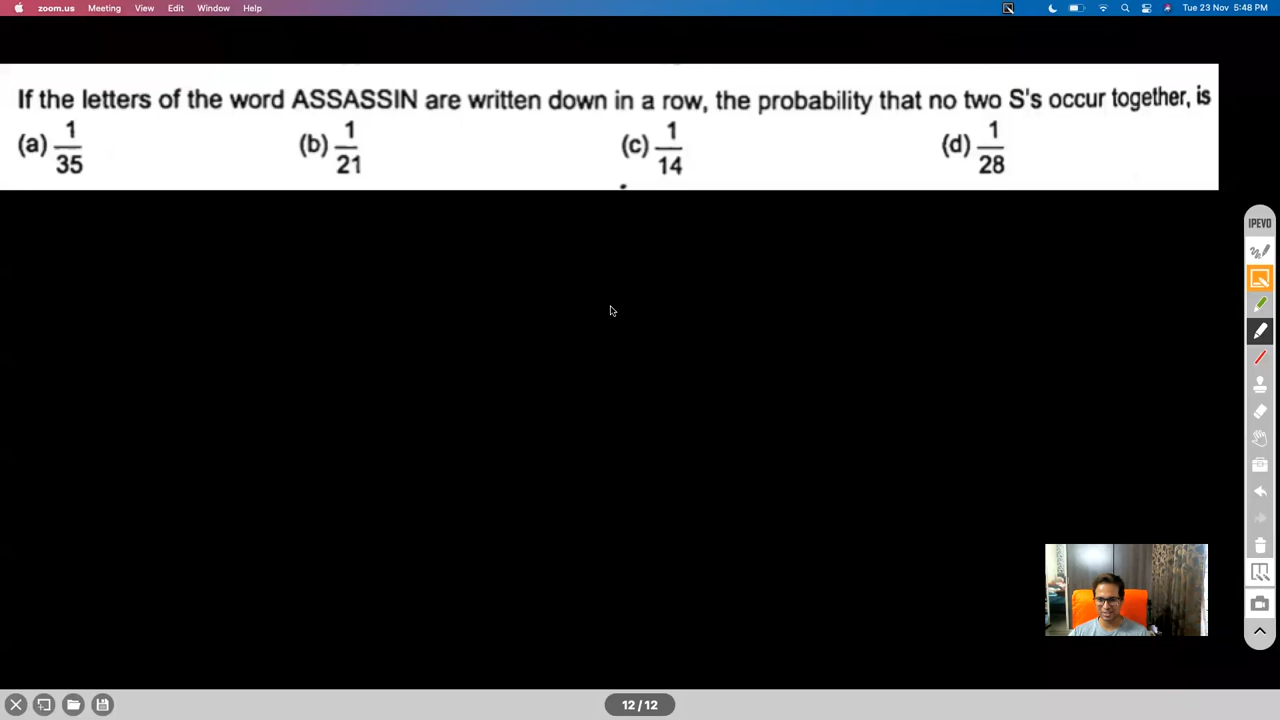 zoom.us Meeting View Edit Window Help Tue 23 Nov 5:48 PM
If the letters of the word ASSASSIN are written down in a row, the probability that no two S's occur together, is
(a) 1/35 (b) 1/21 (c) 1/14 (d) 1/28
IPEVO
12 / 12